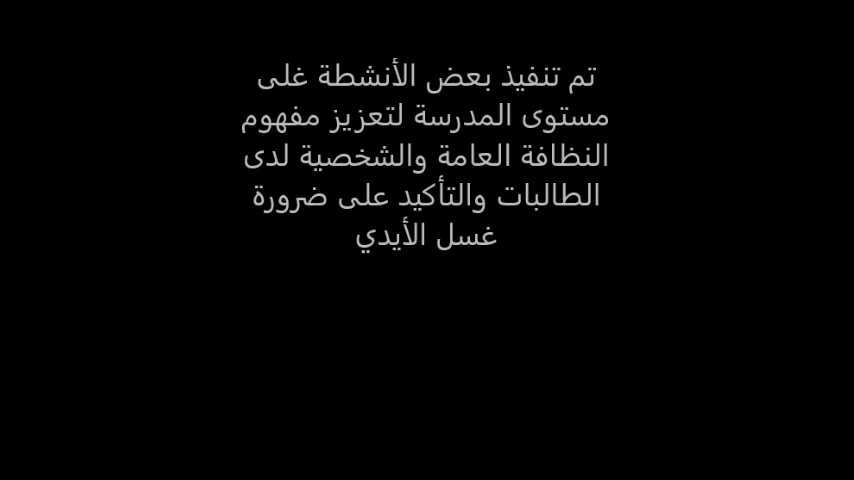 تم تنفيذ بعض الأنشطة غلى
مستوى المدرسة لتعزيز مفهوم
النظافة العامة والشخصية لدى
الطالبات والتأكيد على ضرورة
غسل الأيدي